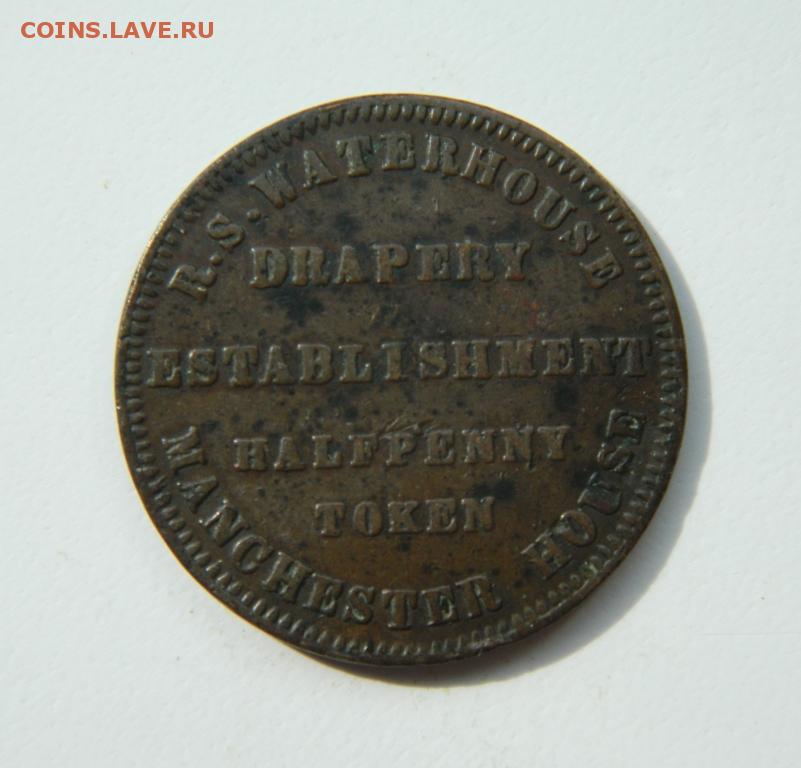 COINS.LAVE.RU
R.S.WATERHOUSE
DRAPERY
ESTABLISHMENT
HALFPENNY
TOKEN
MANCHESTER HOUSE